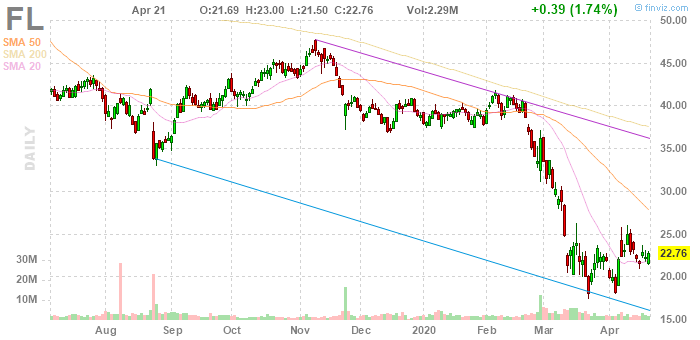 FL Apr 21 O:21.69 H:23.00 L:21.50 C:22.76 Vol:2.29M +0.39 (1.74%)
© finviz.com
SMA 50
SMA 200
SMA 20
DAILY
50.00
45.00
40.00
35.00
30.00
25.00
22.76
20.00
15.00
30M
20M
10M
Aug Sep Oct Nov Dec 2020 Feb Mar Apr